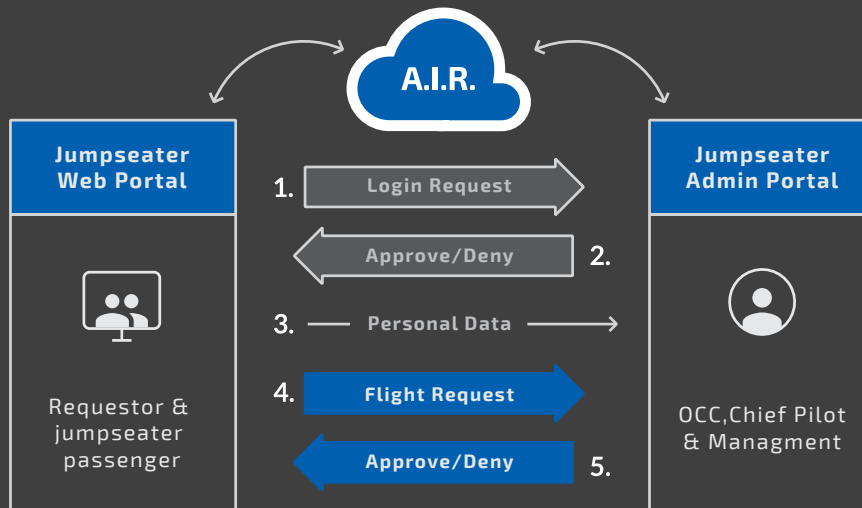 A.I.R.
Jumpseater
Web Portal
Requestor &
jumpseater
passenger
1. Login Request
Approve/Deny 2.
3. Personal Data
4. Flight Request
Approve/Deny 5.
Jumpseater
Admin Portal
OCC,Chief Pilot
& Managment